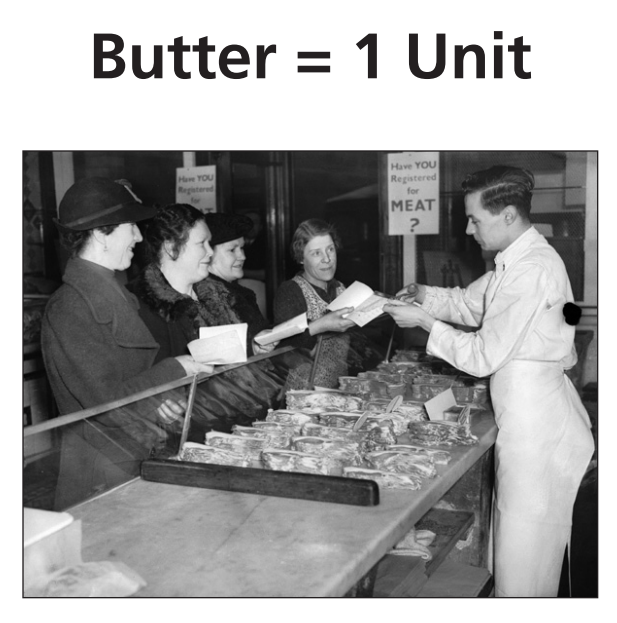 Butter = 1 Unit
Have YOU
Registered
for
Have YOU
Registered
for
MEAT
?